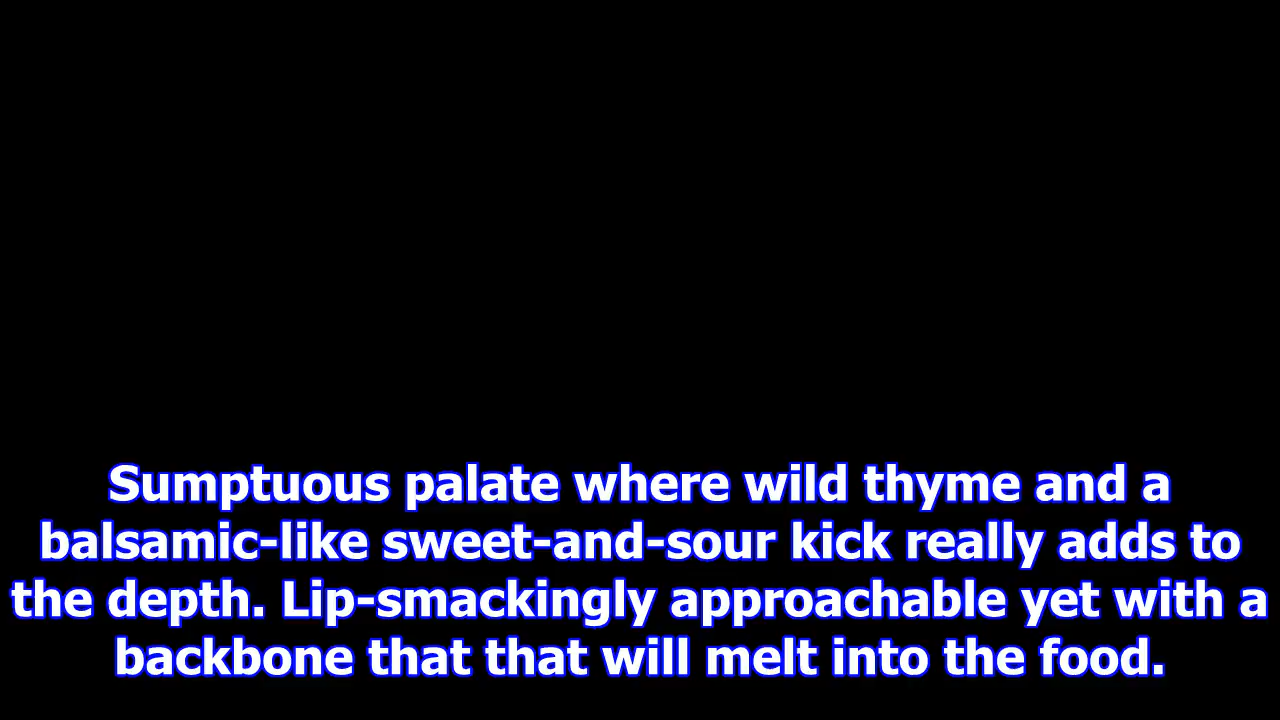 Sumptuous palate where wild thyme and a
balsamic-like sweet-and-sour kick really adds to
the depth. Lip-smackingly approachable yet with a
backbone that that will melt into the food.